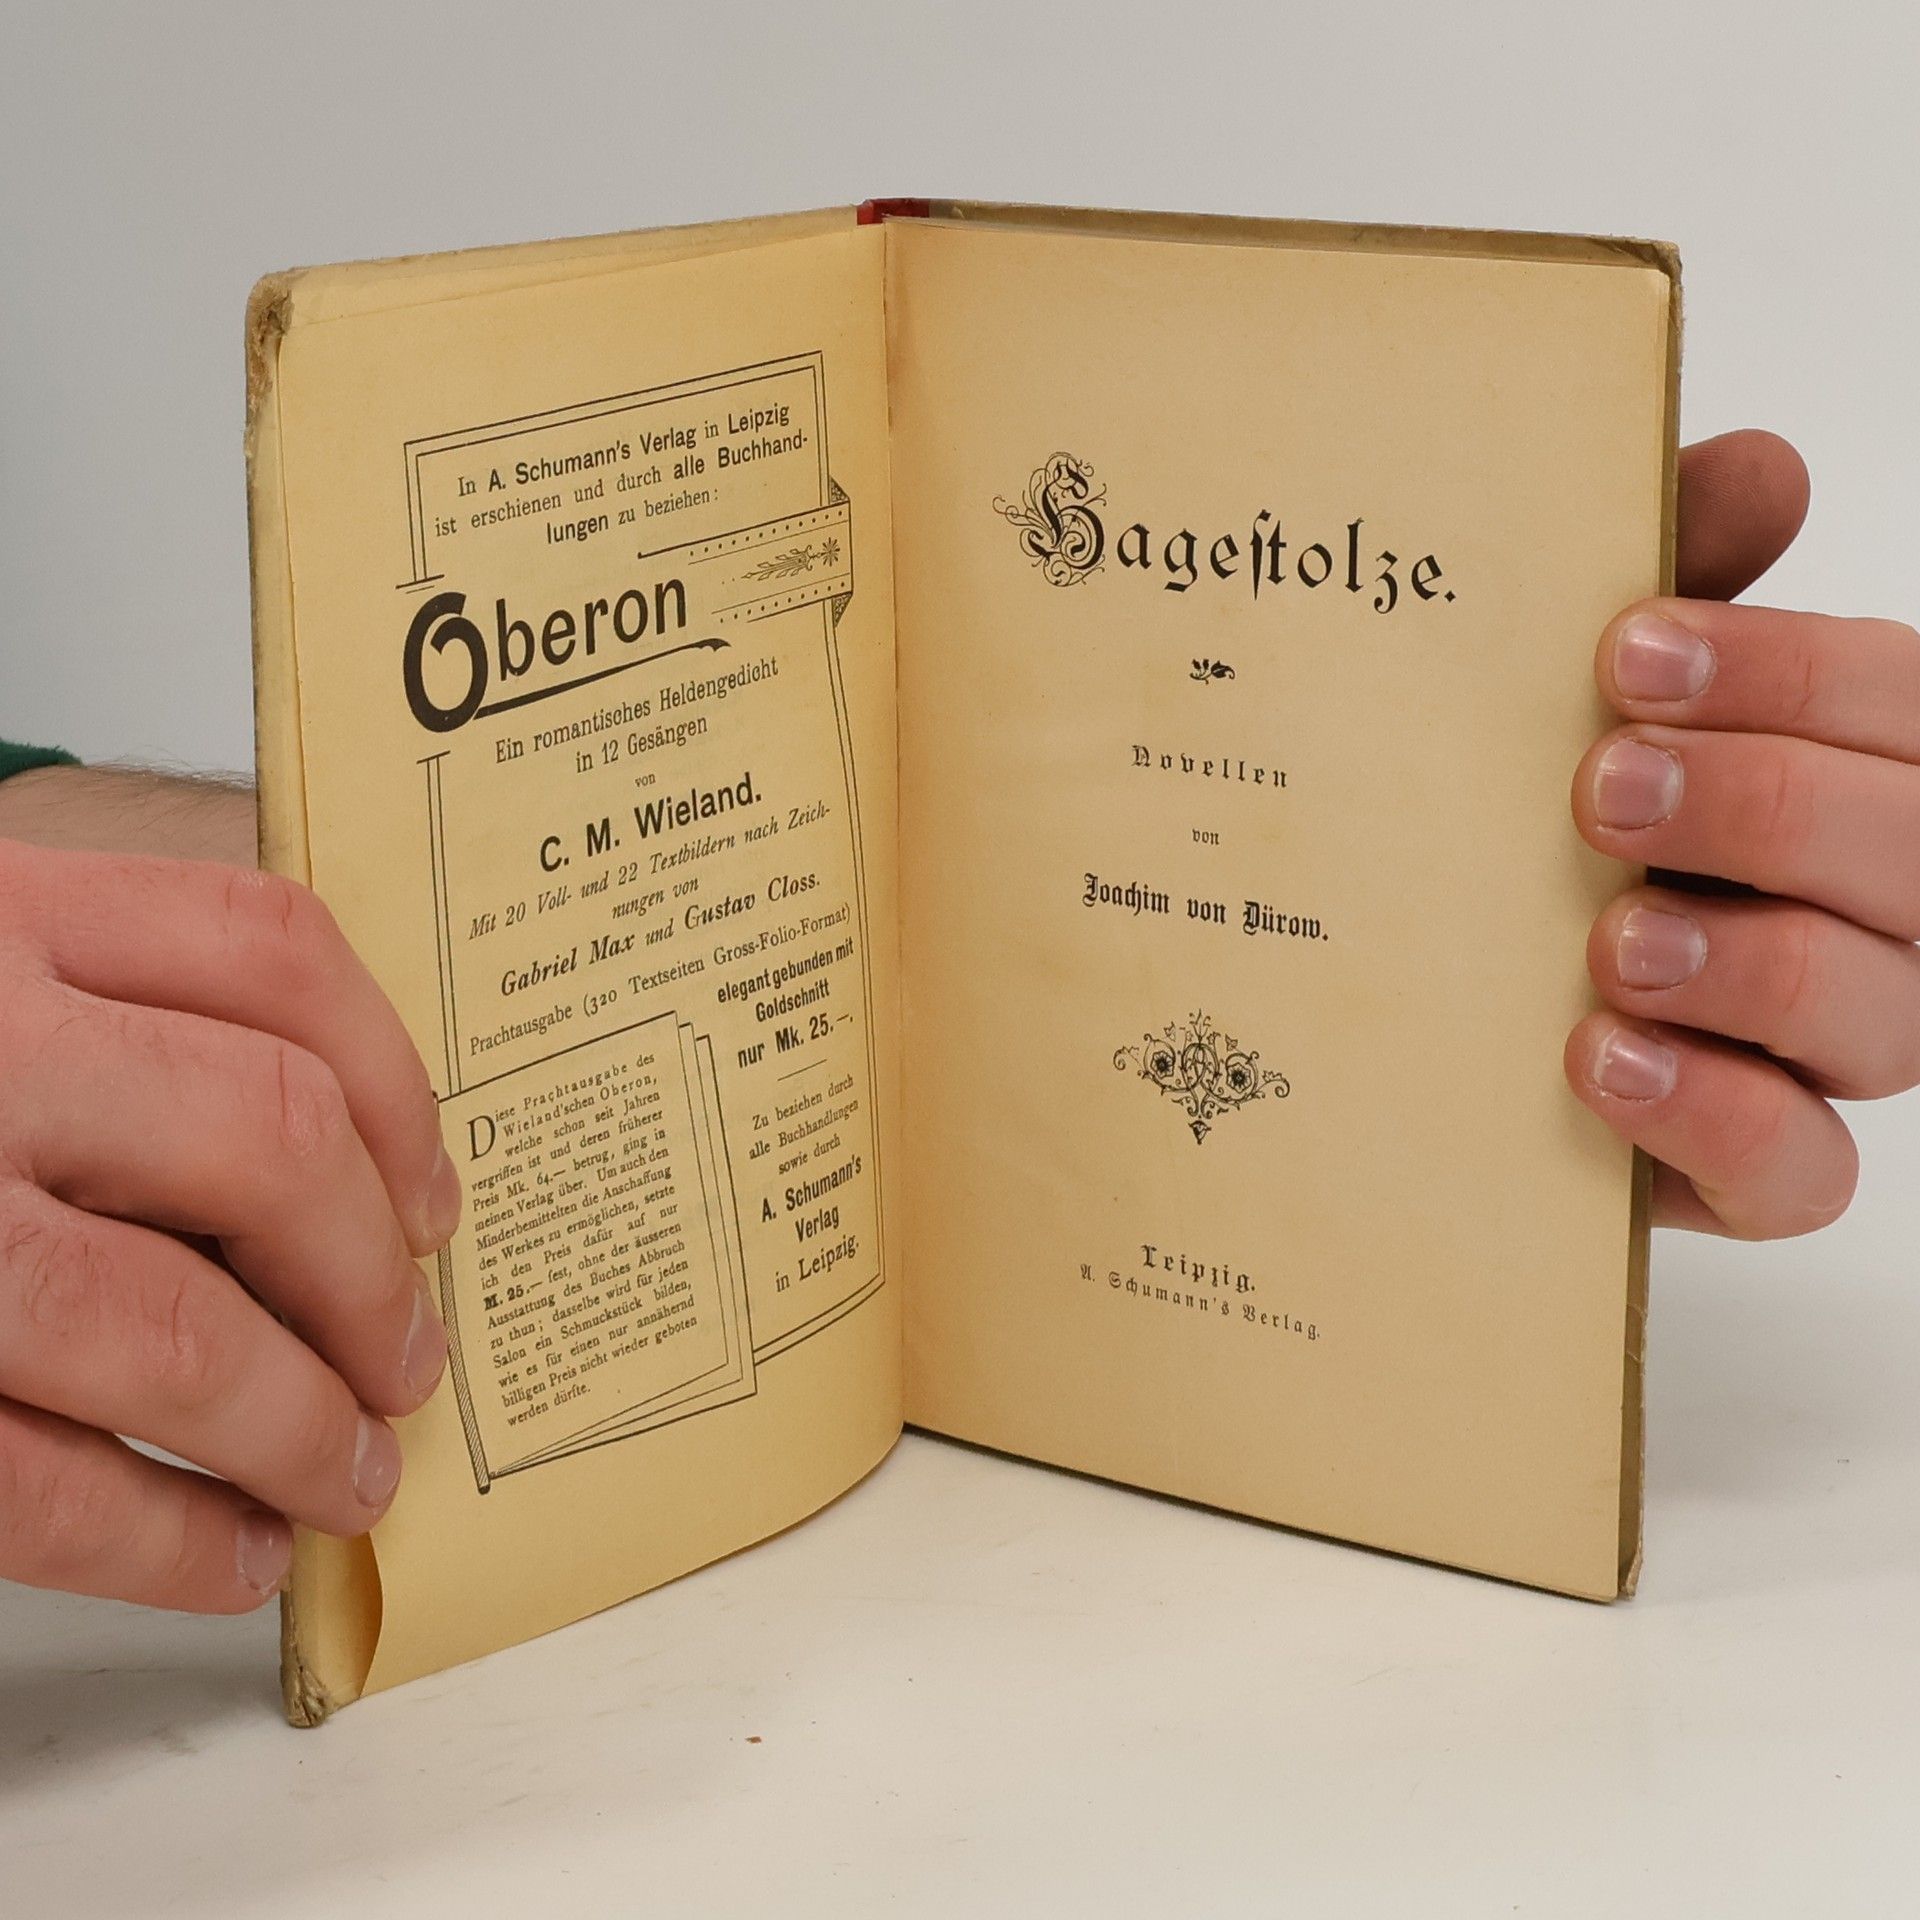 In A. Schumann's Verlag in Leipzig
ist erschienen und durch alle Buchhand-
lungen zu beziehen:
Oberon
Ein romantisches Heldengedicht
in 12 Gesängen
von
C. M. Wieland.
Mit 20 Voll- und 22 Textbildern nach Zeich-
nungen von
Gabriel Max und Gustav Closs.
Prachtausgabe (320 Textseiten Gross-Folio-Format)
elegant gebunden mit
Goldschnitt
nur Mk. 25.—.
Diese Prachtausgabe des
Wieland'schen Oberon,
welche schon seit Jahren
vergriffen ist und deren früherer
Preis Mk. 64.— betrug, ging in
meinen Verlag über. Um auch den
Minderbemittelten die Anschaffung
des Werkes zu ermöglichen, setzte
ich den Preis dafür auf nur
M. 25.— fest, ohne der äusseren
Ausstattung des Buches Abbruch
zu thun; dasselbe wird für jeden
Salon ein Schmuckstück bilden,
wie es für einen nur annähernd
billigen Preis nicht wieder geboten
werden dürfte.
Zu beziehen durch
alle Buchhandlungen
sowie durch
A. Schumann's
Verlag
in Leipzig.
Hageſtolze.
Novellen
von
Joachim von Dürow.
Leipzig.
A. Schumann's Verlag.